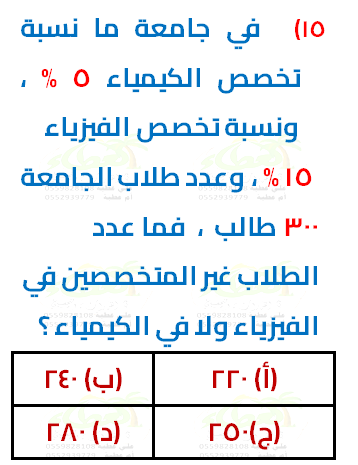 ١٥) في جامعة ما نسبة
تخصص الكيمياء ٥ % ،
ونسبة تخصص الفيزياء
١٥ % ، وعدد طلاب الجامعة
٣٠٠ طالب ، فما عدد
الطلاب غير المتخصصين في
الفيزياء ولا في الكيمياء ؟
(أ) ٢٢٠ (ب) ٢٤٠
(ج) ٢٥٠ (د) ٢٨٠